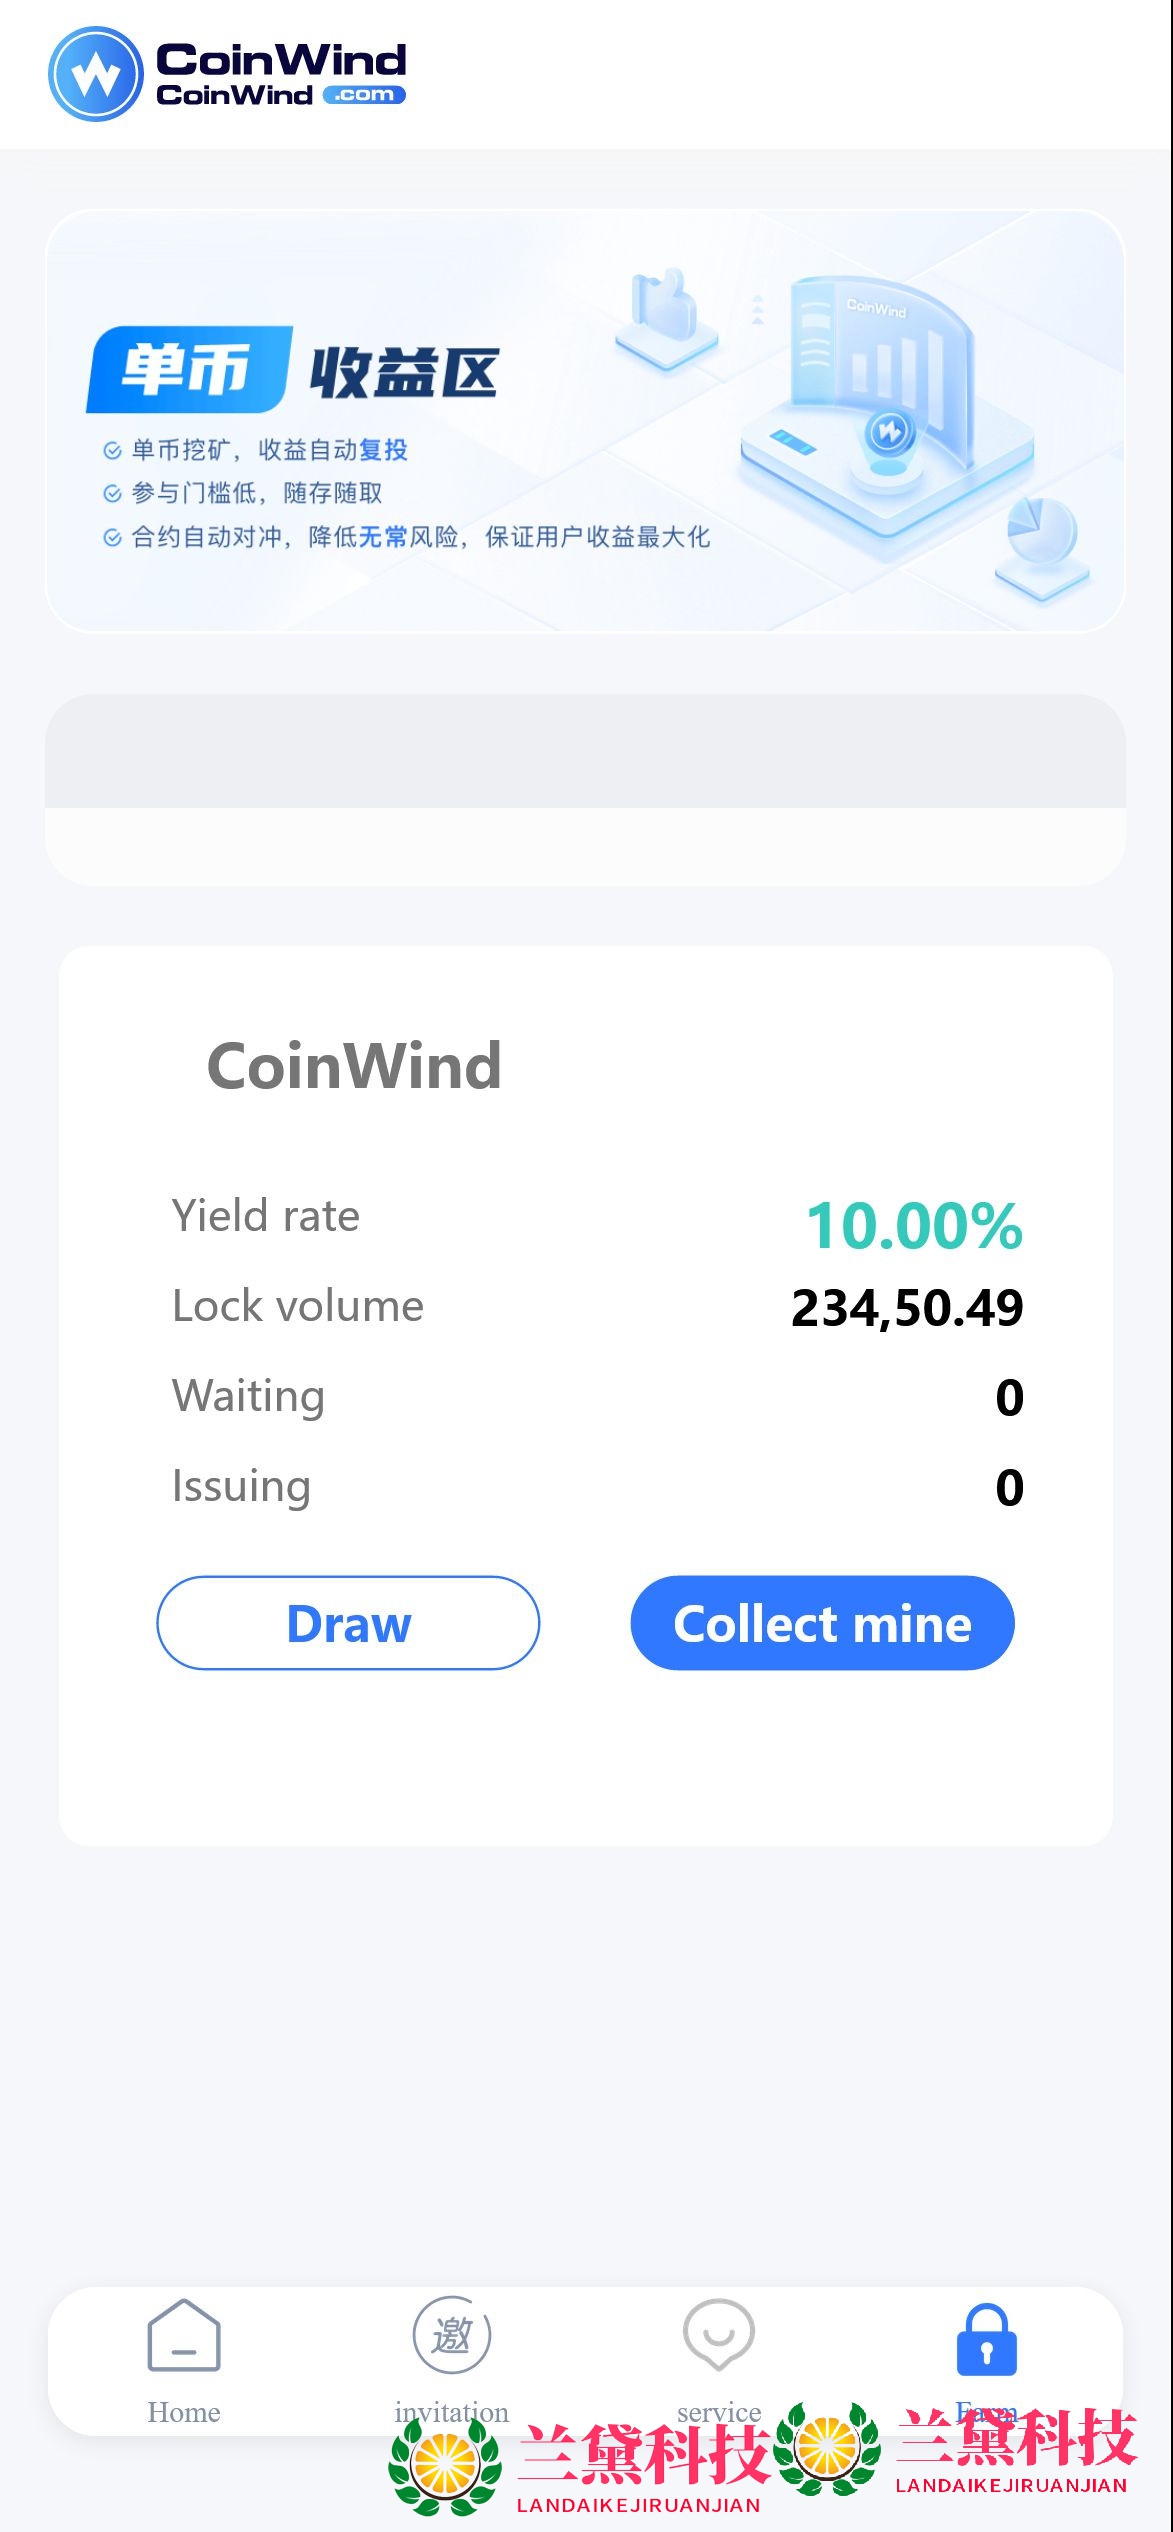 CoinWind
CoinWind .com
CoinWind
单币 收益区
单币挖矿，收益自动复投
参与门槛低，随存随取
合约自动对冲，降低无常风险，保证用户收益最大化
CoinWind
Yield rate 10.00%
Lock volume 234,50.49
Waiting 0
Issuing 0
Draw Collect mine
邀
Home invitation service Farm
兰黛科技 兰黛科技
LANDAIKEJIRUANJIAN LANDAIKEJIRUANJIAN